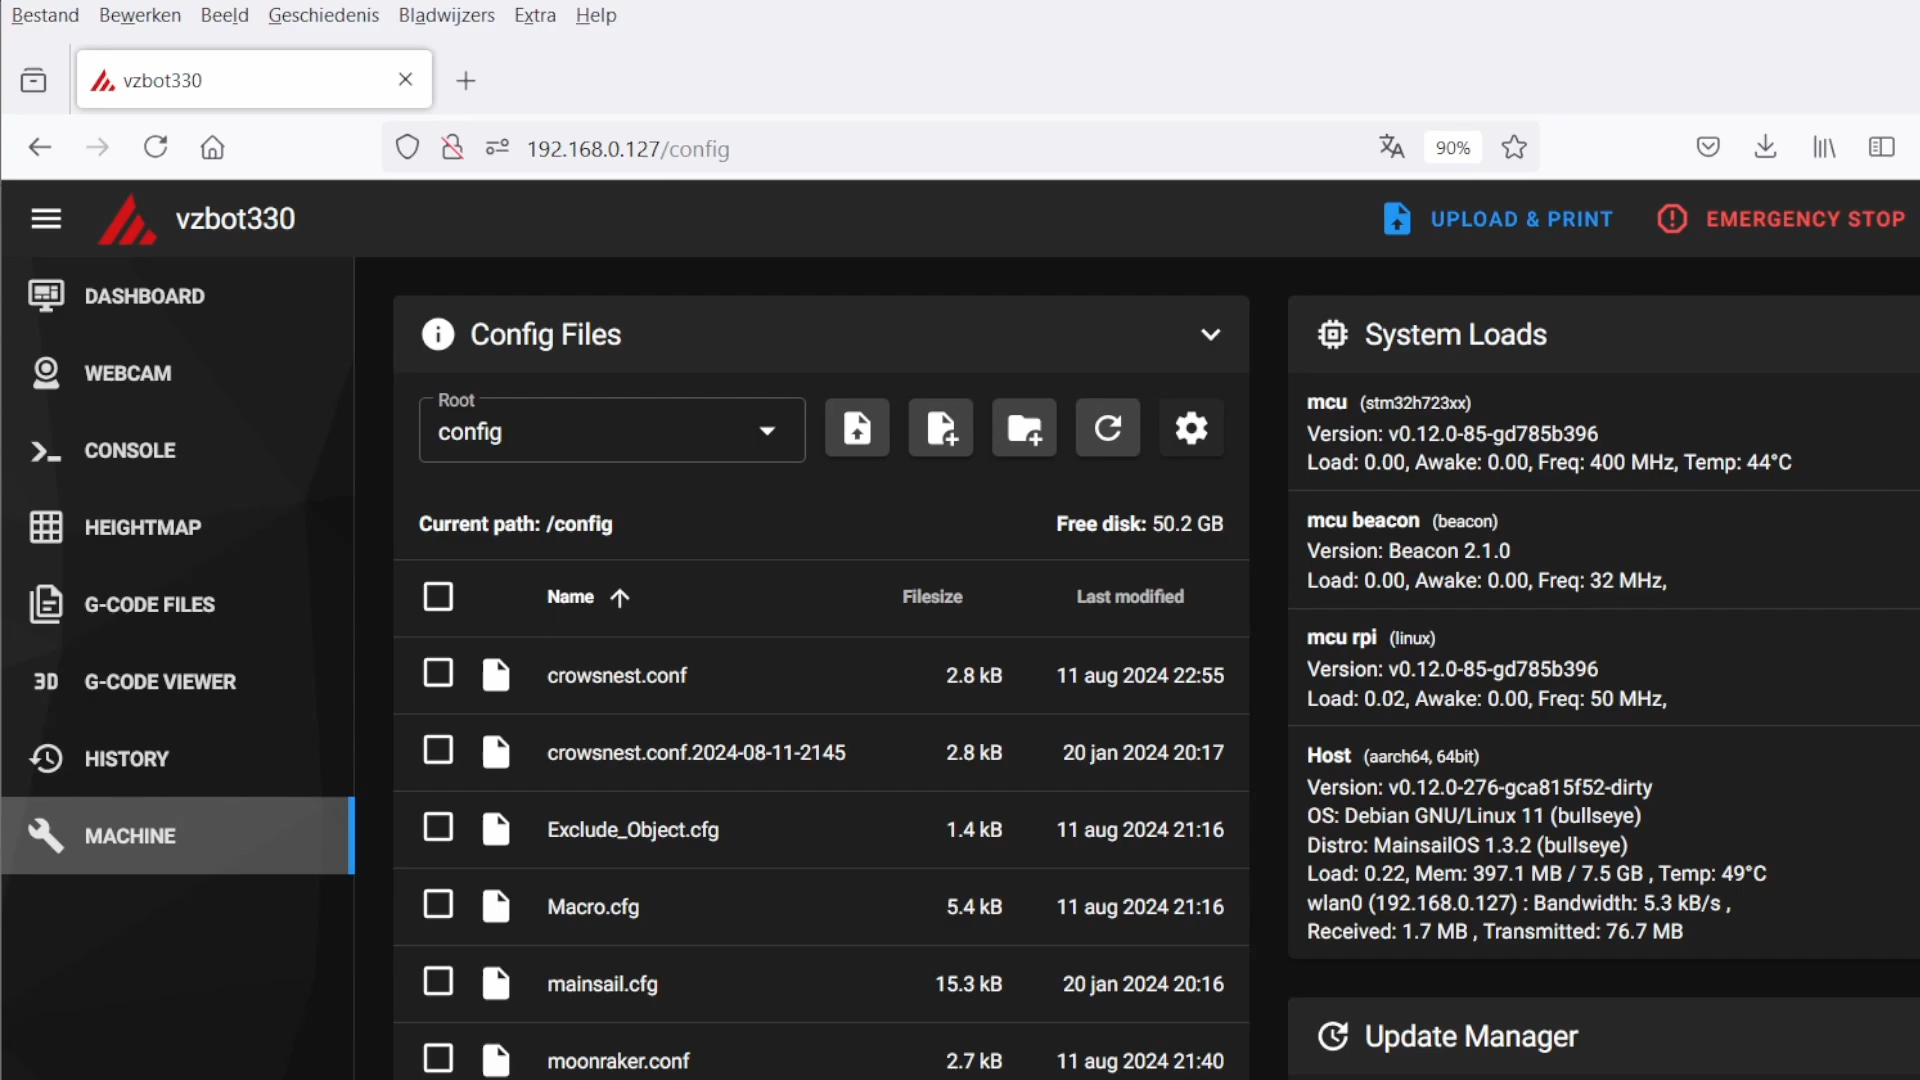 Bestand Bewerken Beeld Geschiedenis Bladwijzers Extra Help
vzbot330
192.168.0.127/config
90%
vzbot330
UPLOAD & PRINT
EMERGENCY STOP
DASHBOARD
WEBCAM
CONSOLE
HEIGHTMAP
G-CODE FILES
3D G-CODE VIEWER
HISTORY
MACHINE
Config Files
Root
config
Current path: /config
Free disk: 50.2 GB
Name Filesize Last modified
crowsnest.conf 2.8 kB 11 aug 2024 22:55
crowsnest.conf.2024-08-11-2145 2.8 kB 20 jan 2024 20:17
Exclude_Object.cfg 1.4 kB 11 aug 2024 21:16
Macro.cfg 5.4 kB 11 aug 2024 21:16
mainsail.cfg 15.3 kB 20 jan 2024 20:16
moonraker.conf 2.7 kB 11 aug 2024 21:40
System Loads
mcu (stm32h723xx)
Version: v0.12.0-85-gd785b396
Load: 0.00, Awake: 0.00, Freq: 400 MHz, Temp: 44°C
mcu beacon (beacon)
Version: Beacon 2.1.0
Load: 0.00, Awake: 0.00, Freq: 32 MHz,
mcu rpi (linux)
Version: v0.12.0-85-gd785b396
Load: 0.02, Awake: 0.00, Freq: 50 MHz,
Host (aarch64, 64bit)
Version: v0.12.0-276-gca815f52-dirty
OS: Debian GNU/Linux 11 (bullseye)
Distro: MainsailOS 1.3.2 (bullseye)
Load: 0.22, Mem: 397.1 MB / 7.5 GB , Temp: 49°C
wlan0 (192.168.0.127) : Bandwidth: 5.3 kB/s ,
Received: 1.7 MB , Transmitted: 76.7 MB
Update Manager